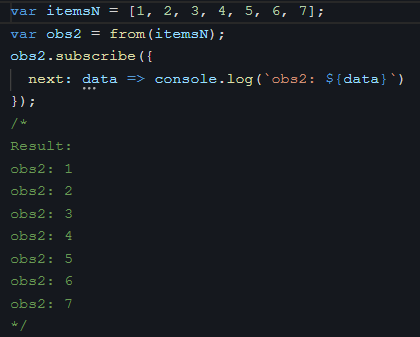 var itemsN = [1, 2, 3, 4, 5, 6, 7];
var obs2 = from(itemsN);
obs2.subscribe({
  next: data => console.log(`obs2: ${data}`)
});
/*
Result:
obs2: 1
obs2: 2
obs2: 3
obs2: 4
obs2: 5
obs2: 6
obs2: 7
*/